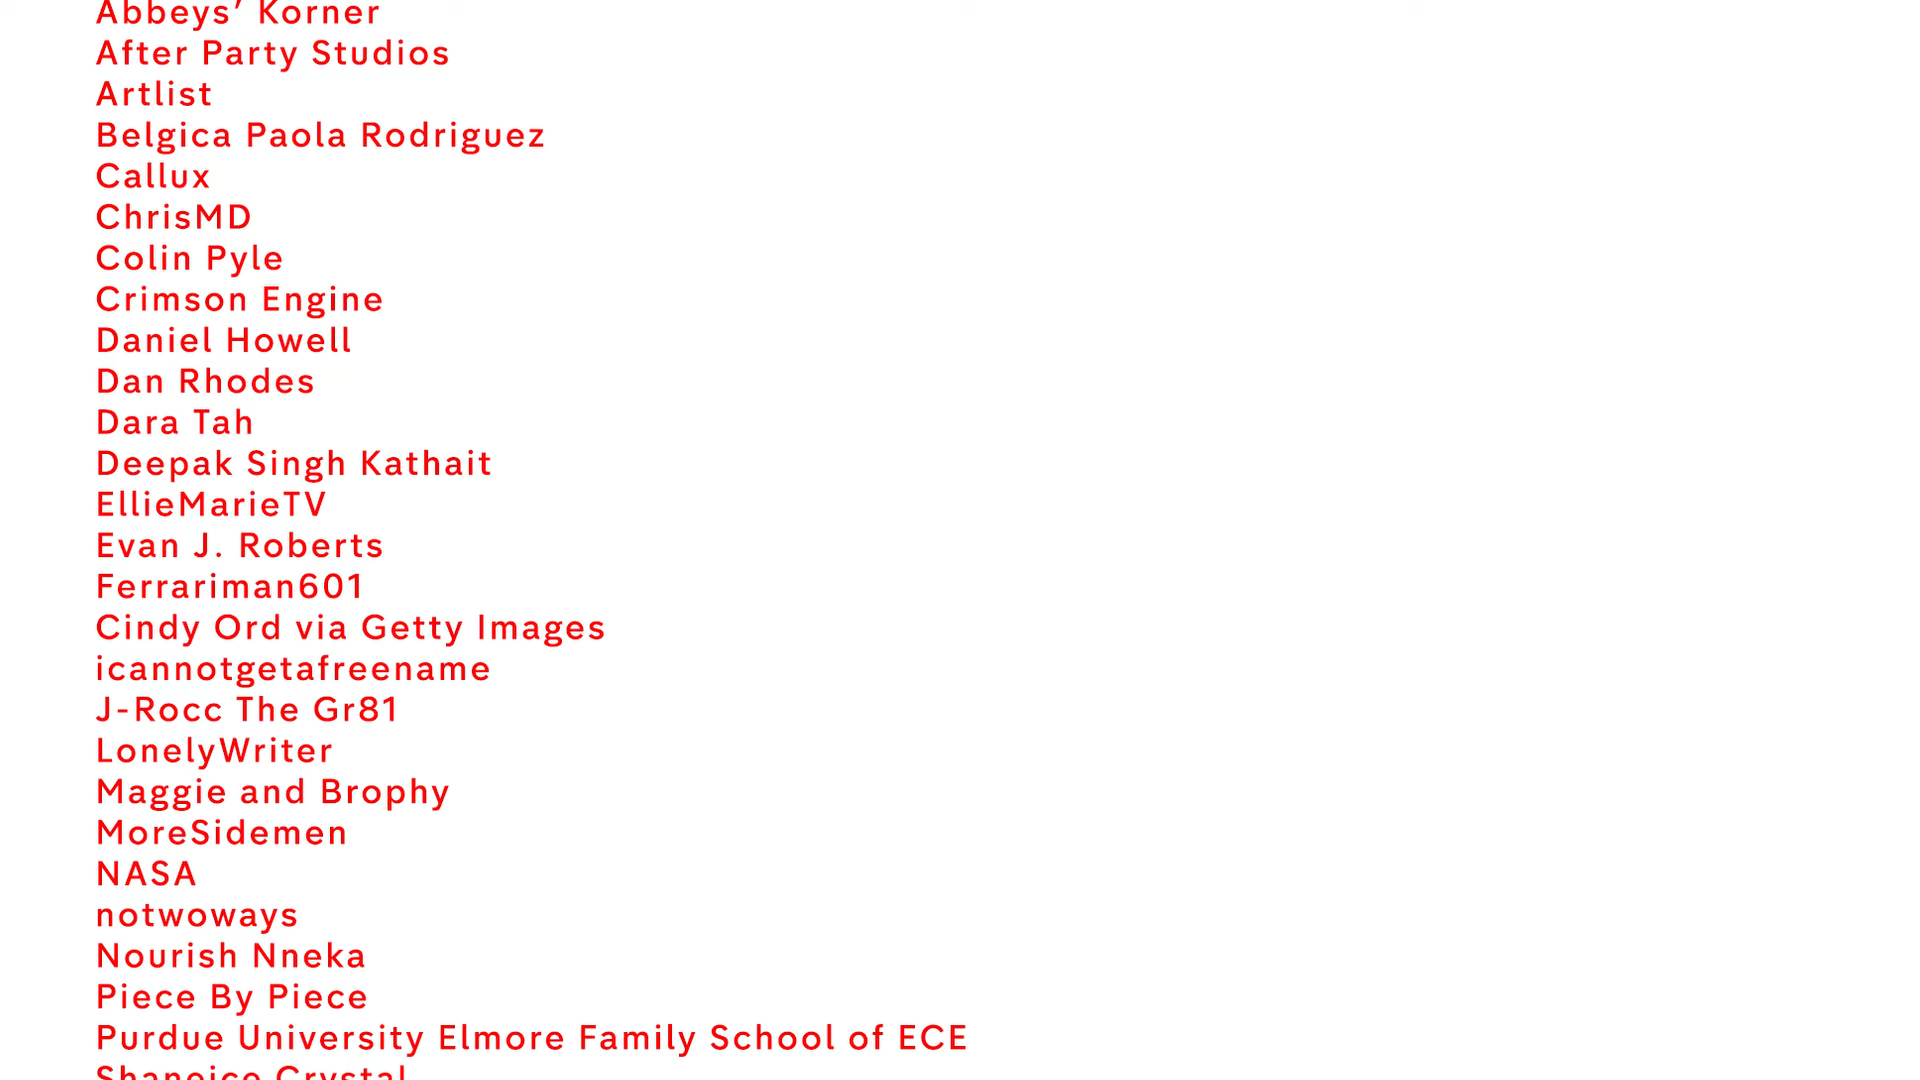 Abbeys’ Korner
After Party Studios
Artlist
Belgica Paola Rodriguez
Callux
ChrisMD
Colin Pyle
Crimson Engine
Daniel Howell
Dan Rhodes
Dara Tah
Deepak Singh Kathait
EllieMarieTV
Evan J. Roberts
Ferrariman601
Cindy Ord via Getty Images
icannotgetafreename
J-Rocc The Gr81
LonelyWriter
Maggie and Brophy
MoreSidemen
NASA
notwoways
Nourish Nneka
Piece By Piece
Purdue University Elmore Family School of ECE
Crystal